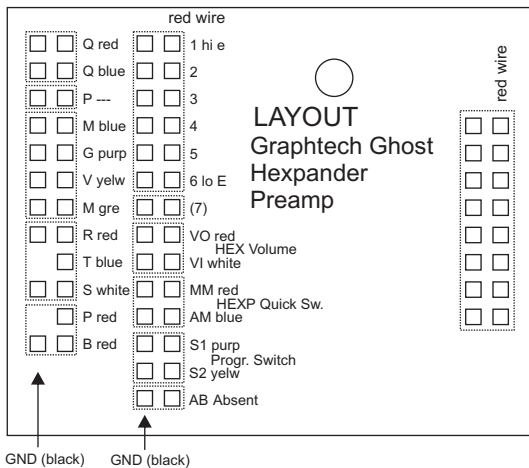 red wire
Q red
Q blue
P ---
M blue
G purp
V yelw
M gre
R red
T blue
S white
P red
B red
1 hi e
2
3
4
5
6 lo E
(7)
VO red
HEX Volume
VI white
MM red
HEXP Quick Sw.
AM blue
S1 purp
Progr. Switch
S2 yelw
AB Absent
LAYOUT
Graphtech Ghost
Hexpander
Preamp
red wire
GND (black)
GND (black)